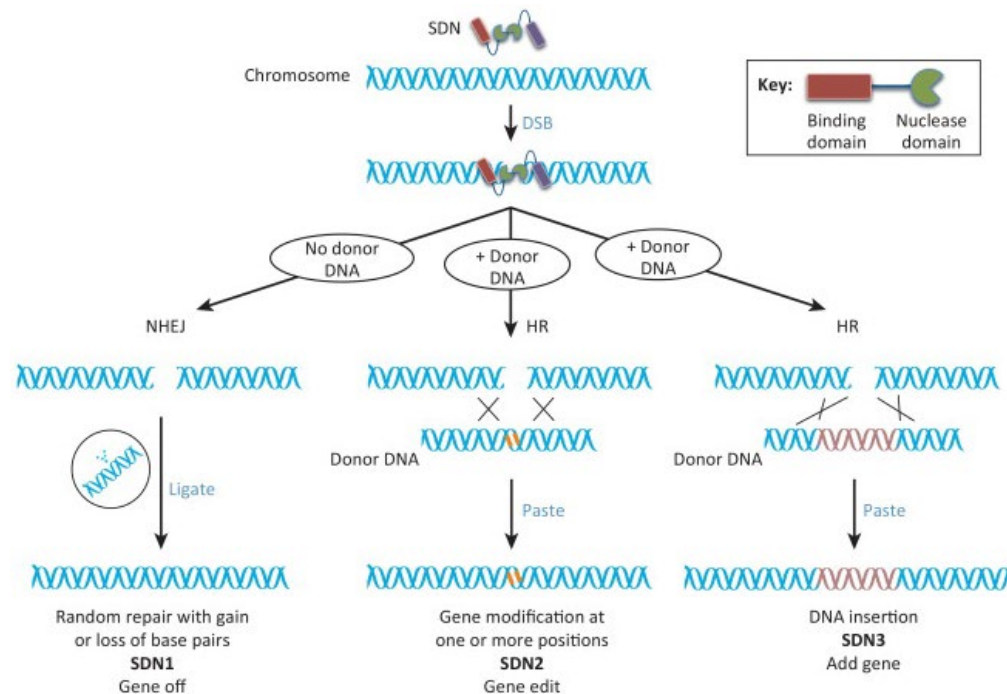 SDN
Chromosome
Key:
Binding
domain
Nuclease
domain
DSB
No donor
DNA
+ Donor
DNA
+ Donor
DNA
NHEJ
HR
HR
Donor DNA
Donor DNA
Ligate
Paste
Paste
Random repair with gain
or loss of base pairs
SDN1
Gene off
Gene modification at
one or more positions
SDN2
Gene edit
DNA insertion
SDN3
Add gene